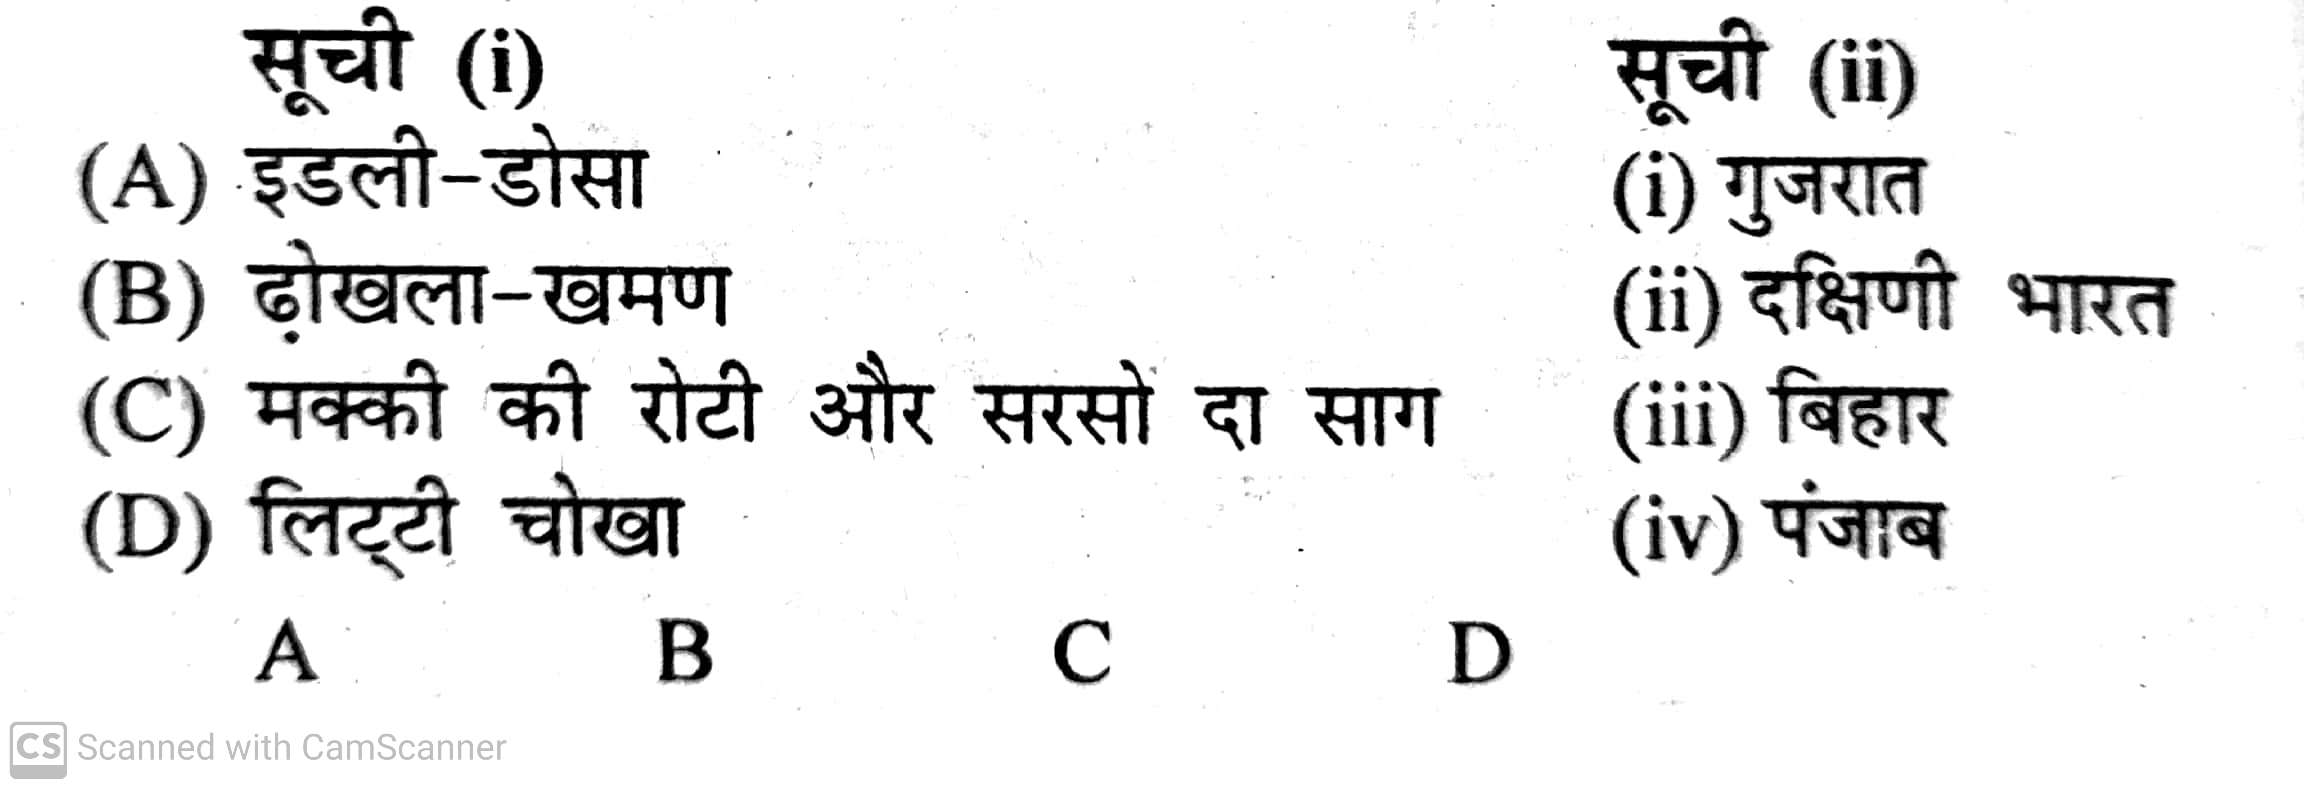 सूची (i) सूची (ii)
(A) इडली-डोसा (i) गुजरात
(B) ढ़ोखला-खमण (ii) दक्षिणी भारत
(C) मक्की की रोटी और सरसों दा साग (iii) बिहार
(D) लिट्टी चोखा (iv) पंजाब
A B C D
CS Scanned with CamScanner